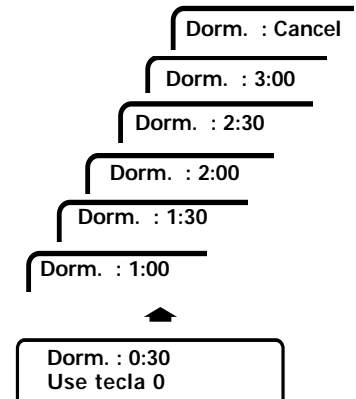 Dorm. : Cancel
Dorm. : 3:00
Dorm. : 2:30
Dorm. : 2:00
Dorm. : 1:30
Dorm. : 1:00
Dorm. : 0:30
Use tecla 0